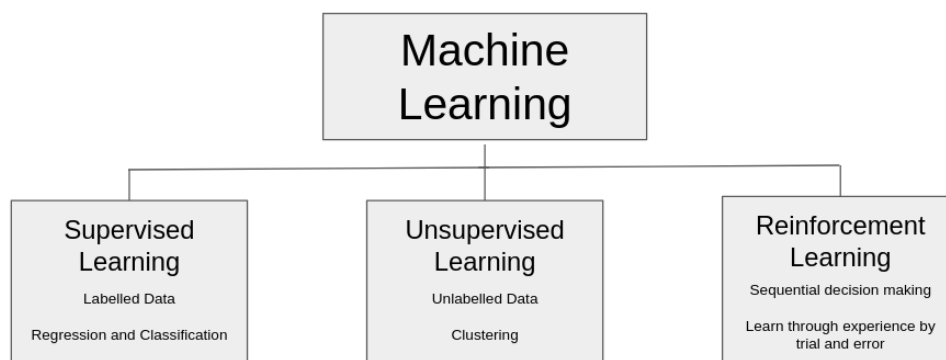 Machine
Learning
Supervised
Learning
Labelled Data
Regression and Classification
Unsupervised
Learning
Unlabelled Data
Clustering
Reinforcement
Learning
Sequential decision making
Learn through experience by
trial and error